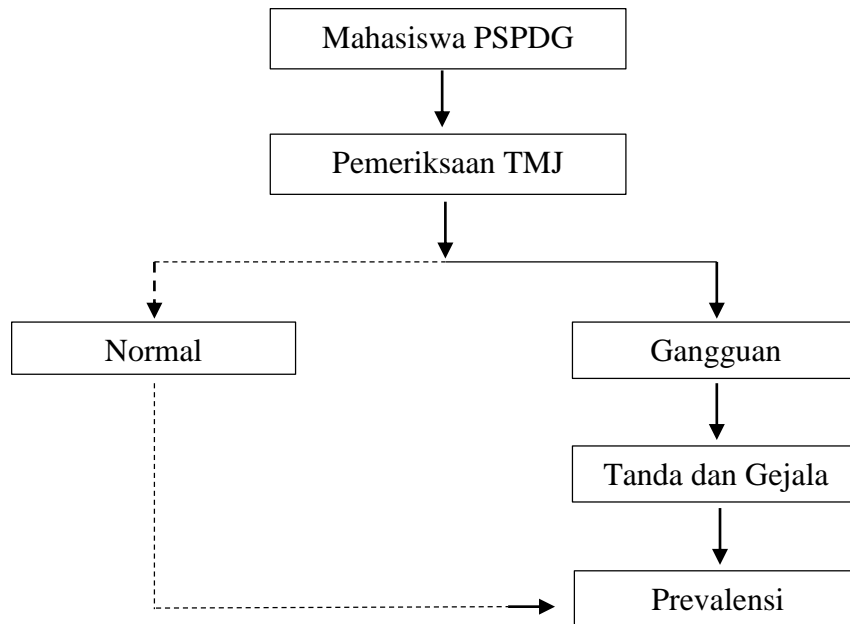 Mahasiswa PSPDG
Pemeriksaan TMJ
Normal
Gangguan
Tanda dan Gejala
Prevalensi